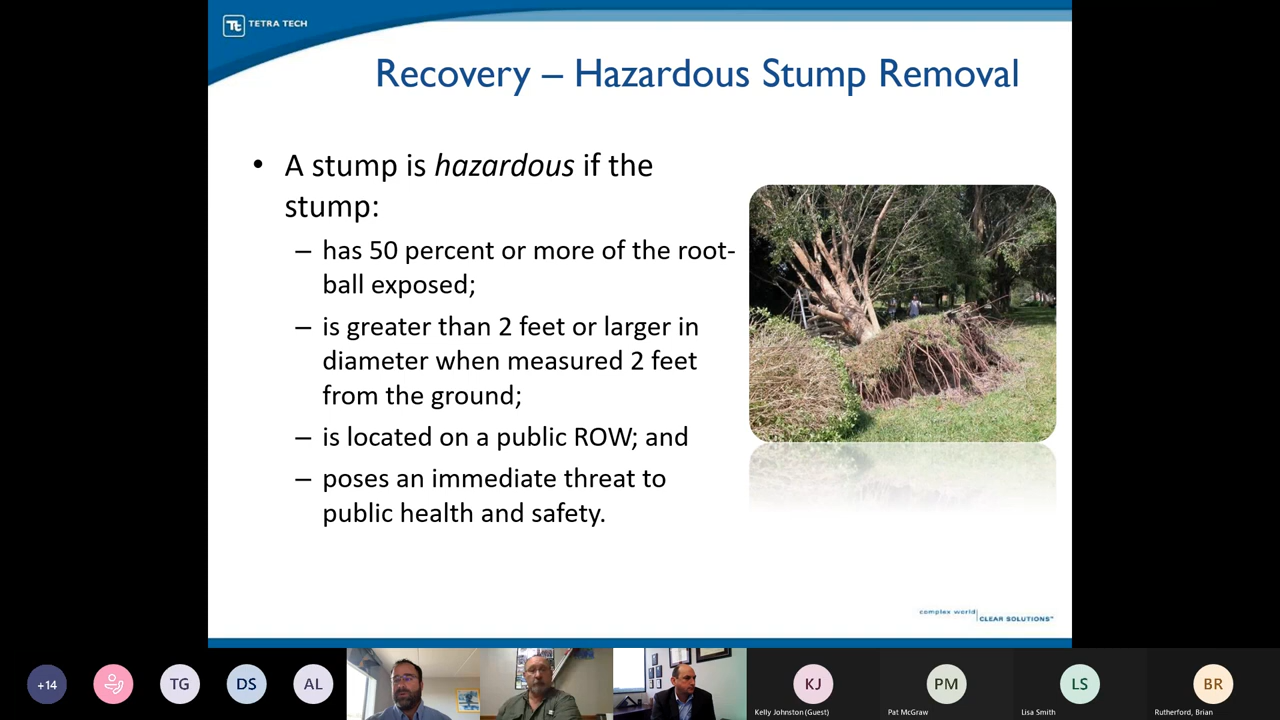 TETRA TECH
Recovery – Hazardous Stump Removal
• A stump is hazardous if the
stump:
– has 50 percent or more of the root-
ball exposed;
– is greater than 2 feet or larger in
diameter when measured 2 feet
from the ground;
– is located on a public ROW; and
– poses an immediate threat to
public health and safety.
complex world
CLEAR SOLUTIONS™
+14
TG
DS
AL
KJ
PM
LS
BR
Kelly Johnston (Guest)
Pat McGraw
Lisa Smith
Rutherford, Brian